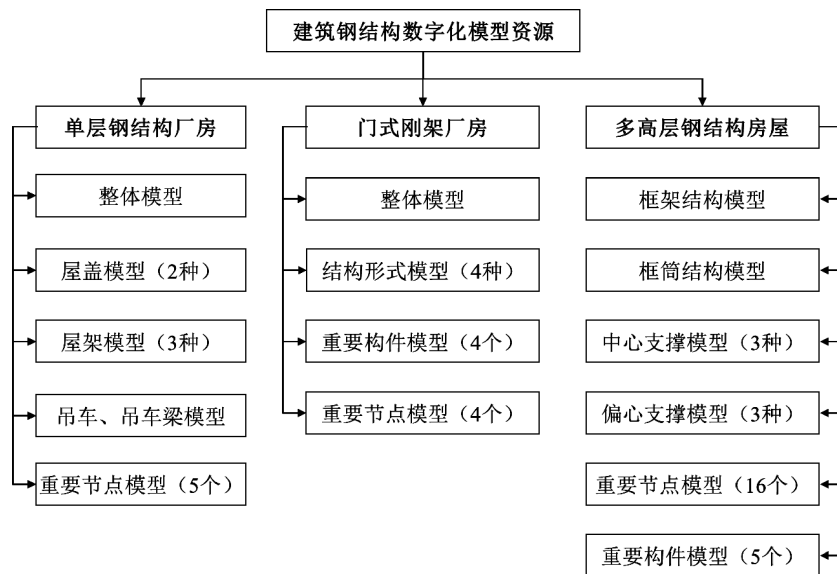 建筑钢结构数字化模型资源
单层钢结构厂房
整体模型
屋盖模型（2种）
屋架模型（3种）
吊车、吊车梁模型
重要节点模型（5个）
门式刚架厂房
整体模型
结构形式模型（4种）
重要构件模型（4个）
重要节点模型（4个）
多高层钢结构房屋
框架结构模型
框筒结构模型
中心支撑模型（3种）
偏心支撑模型（3种）
重要节点模型（16个）
重要构件模型（5个）